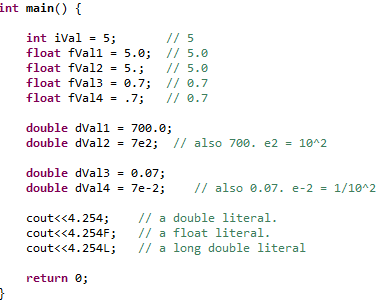 int main() {
int iVal = 5;       // 5
float fVal1 = 5.0;  // 5.0
float fVal2 = 5.;   // 5.0
float fVal3 = 0.7;  // 0.7
float fVal4 = .7;   // 0.7
double dVal1 = 700.0;
double dVal2 = 7e2;  // also 700. e2 = 10^2
double dVal3 = 0.07;
double dVal4 = 7e-2;    // also 0.07. e-2 = 1/10^2
cout<<4.254;    // a double literal.
cout<<4.254F;   // a float literal.
cout<<4.254L;   // a long double literal
return 0;
}